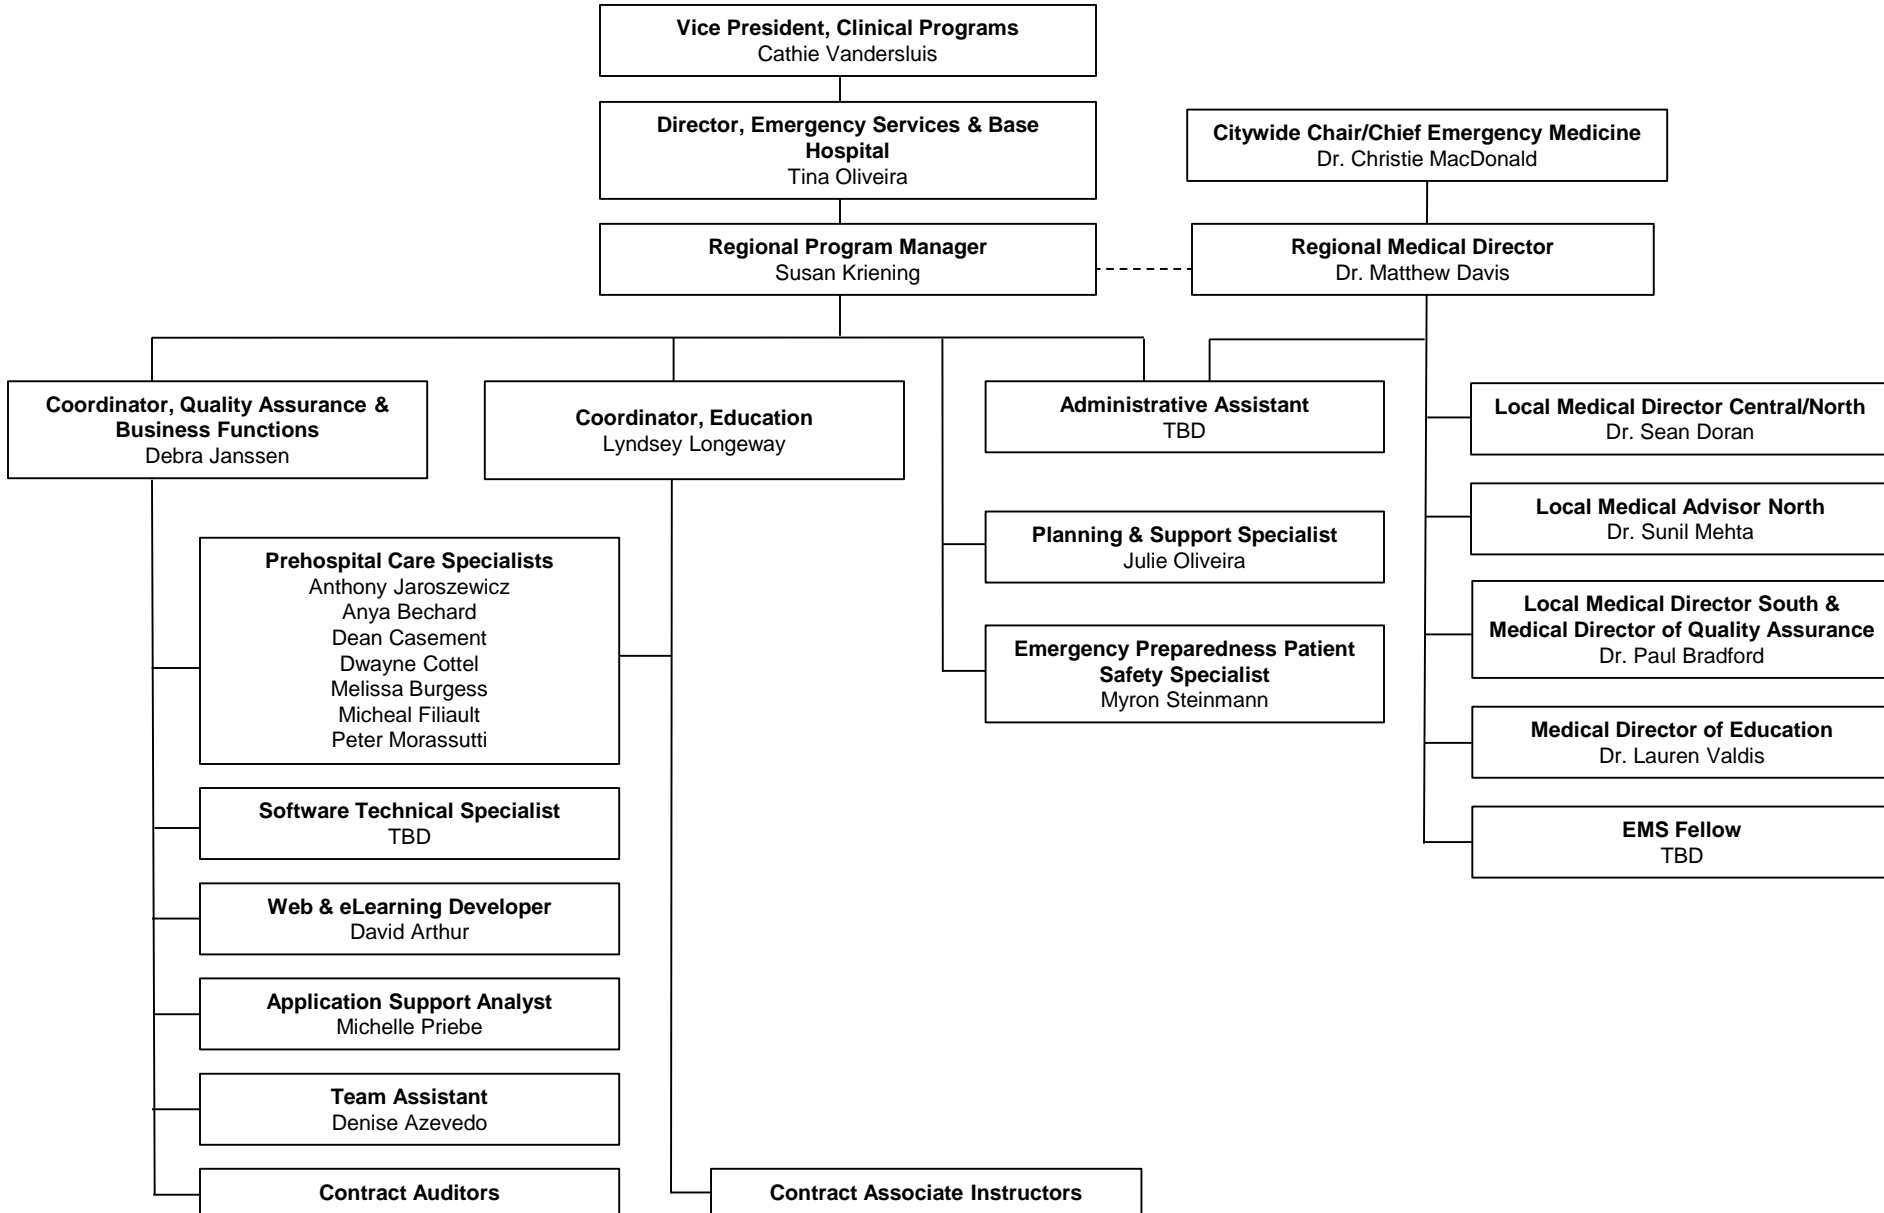 Vice President, Clinical Programs
Cathie Vandersluis
Director, Emergency Services & Base
Hospital
Tina Oliveira
Citywide Chair/Chief Emergency Medicine
Dr. Christie MacDonald
Regional Program Manager
Susan Kriening
Regional Medical Director
Dr. Matthew Davis
Coordinator, Quality Assurance &
Business Functions
Debra Janssen
Coordinator, Education
Lyndsey Longeway
Administrative Assistant
TBD
Local Medical Director Central/North
Dr. Sean Doran
Prehospital Care Specialists
Anthony Jaroszewicz
Anya Bechard
Dean Casement
Dwayne Cottel
Melissa Burgess
Micheal Filiault
Peter Morassutti
Planning & Support Specialist
Julie Oliveira
Local Medical Advisor North
Dr. Sunil Mehta
Emergency Preparedness Patient
Safety Specialist
Myron Steinmann
Local Medical Director South &
Medical Director of Quality Assurance
Dr. Paul Bradford
Medical Director of Education
Dr. Lauren Valdis
Software Technical Specialist
TBD
EMS Fellow
TBD
Web & eLearning Developer
David Arthur
Application Support Analyst
Michelle Priebe
Team Assistant
Denise Azevedo
Contract Auditors
Contract Associate Instructors